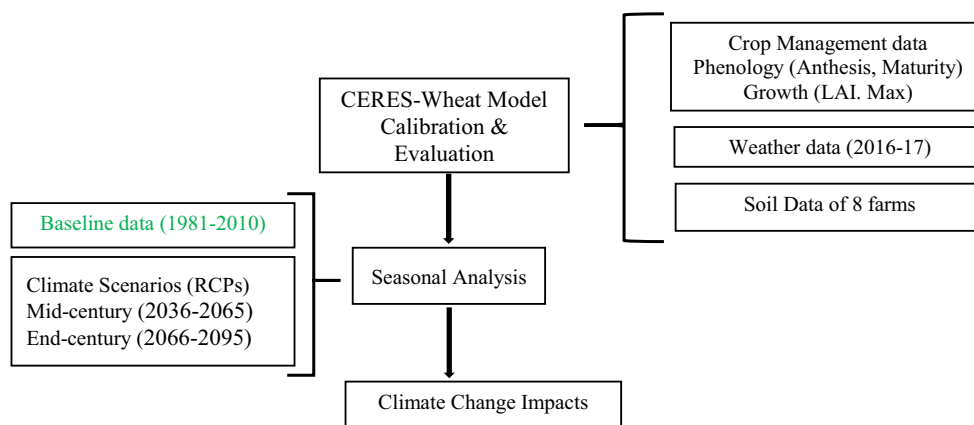 Crop Management data
Phenology (Anthesis, Maturity)
Growth (LAI. Max)
CERES-Wheat Model
Calibration &
Evaluation
Weather data (2016-17)
Soil Data of 8 farms
Baseline data (1981-2010)
Climate Scenarios (RCPs)
Mid-century (2036-2065)
End-century (2066-2095)
Seasonal Analysis
Climate Change Impacts